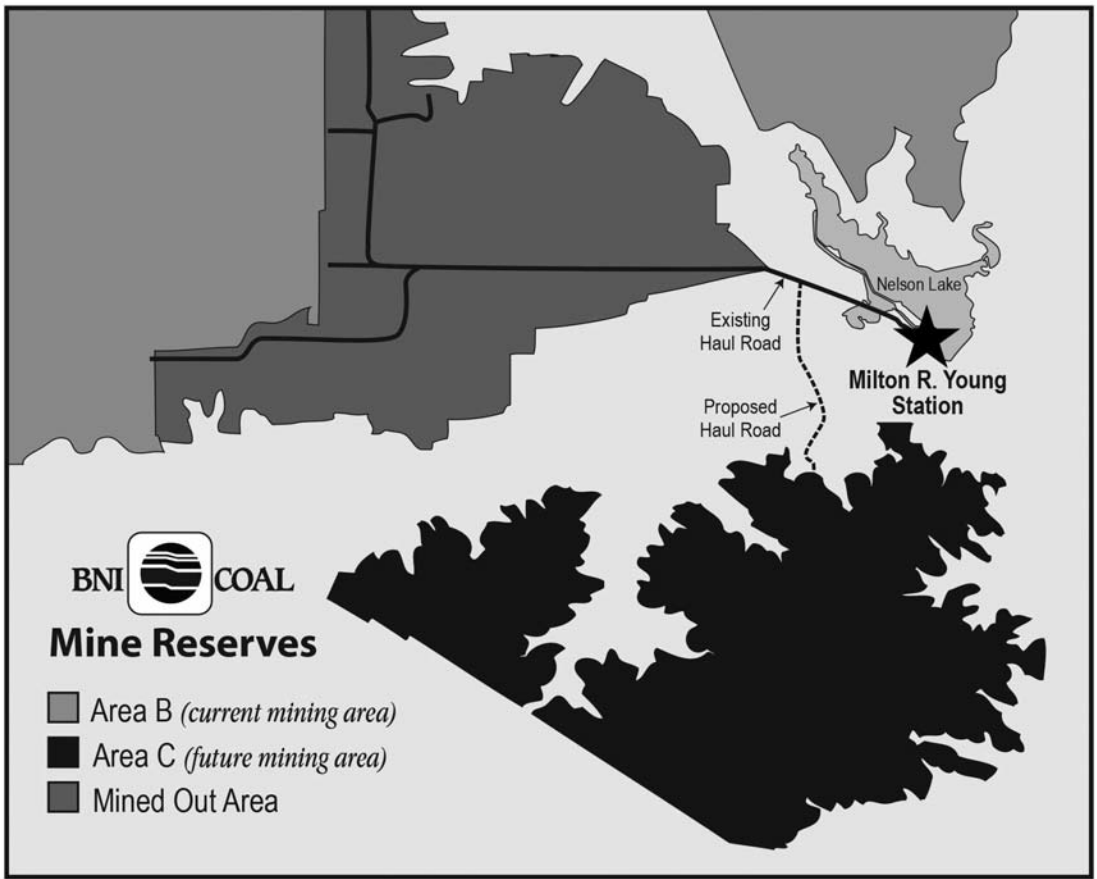 Nelson Lake
Existing
Haul Road
Milton R. Young
Station
Proposed
Haul Road
BNI COAL
Mine Reserves
Area B (current mining area)
Area C (future mining area)
Mined Out Area